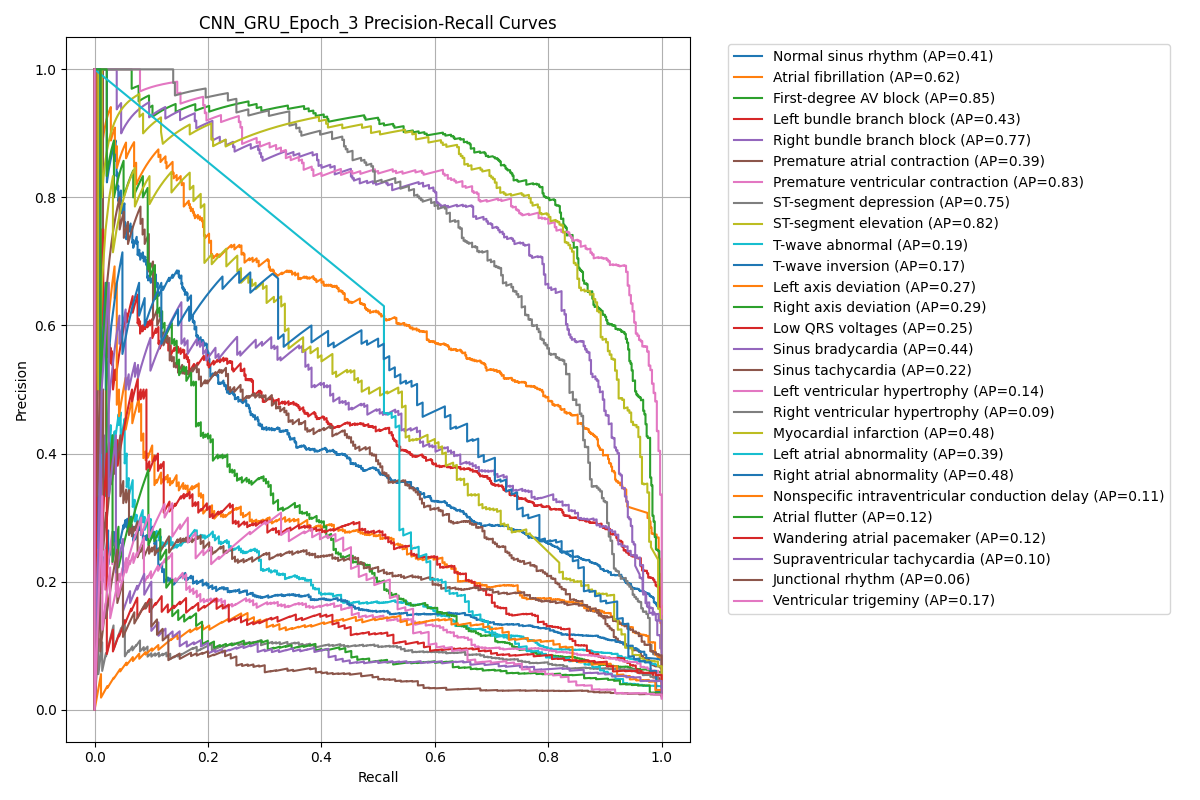 CNN_GRU_Epoch_3 Precision-Recall Curves
1.0
0.8
0.6
0.4
0.2
0.0
Precision
0.0 0.2 0.4 0.6 0.8 1.0
Recall
Normal sinus rhythm (AP=0.41)
Atrial fibrillation (AP=0.62)
First-degree AV block (AP=0.85)
Left bundle branch block (AP=0.43)
Right bundle branch block (AP=0.77)
Premature atrial contraction (AP=0.39)
Premature ventricular contraction (AP=0.83)
ST-segment depression (AP=0.75)
ST-segment elevation (AP=0.82)
T-wave abnormal (AP=0.19)
T-wave inversion (AP=0.17)
Left axis deviation (AP=0.27)
Right axis deviation (AP=0.29)
Low QRS voltages (AP=0.25)
Sinus bradycardia (AP=0.44)
Sinus tachycardia (AP=0.22)
Left ventricular hypertrophy (AP=0.14)
Right ventricular hypertrophy (AP=0.09)
Myocardial infarction (AP=0.48)
Left atrial abnormality (AP=0.39)
Right atrial abnormality (AP=0.48)
Nonspecific intraventricular conduction delay (AP=0.11)
Atrial flutter (AP=0.12)
Wandering atrial pacemaker (AP=0.12)
Supraventricular tachycardia (AP=0.10)
Junctional rhythm (AP=0.06)
Ventricular trigeminy (AP=0.17)